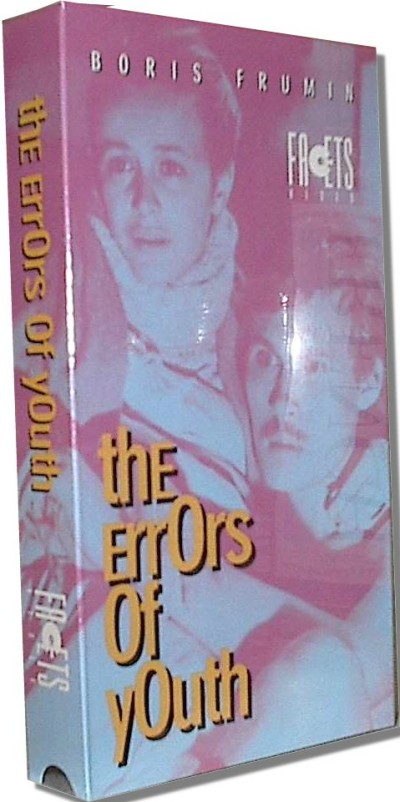 BORIS FRUMIN
FACETS
VIDEO
thE
ErrOrs
Of
yOuth
thE ErrOrs Of yOuth
FACETS